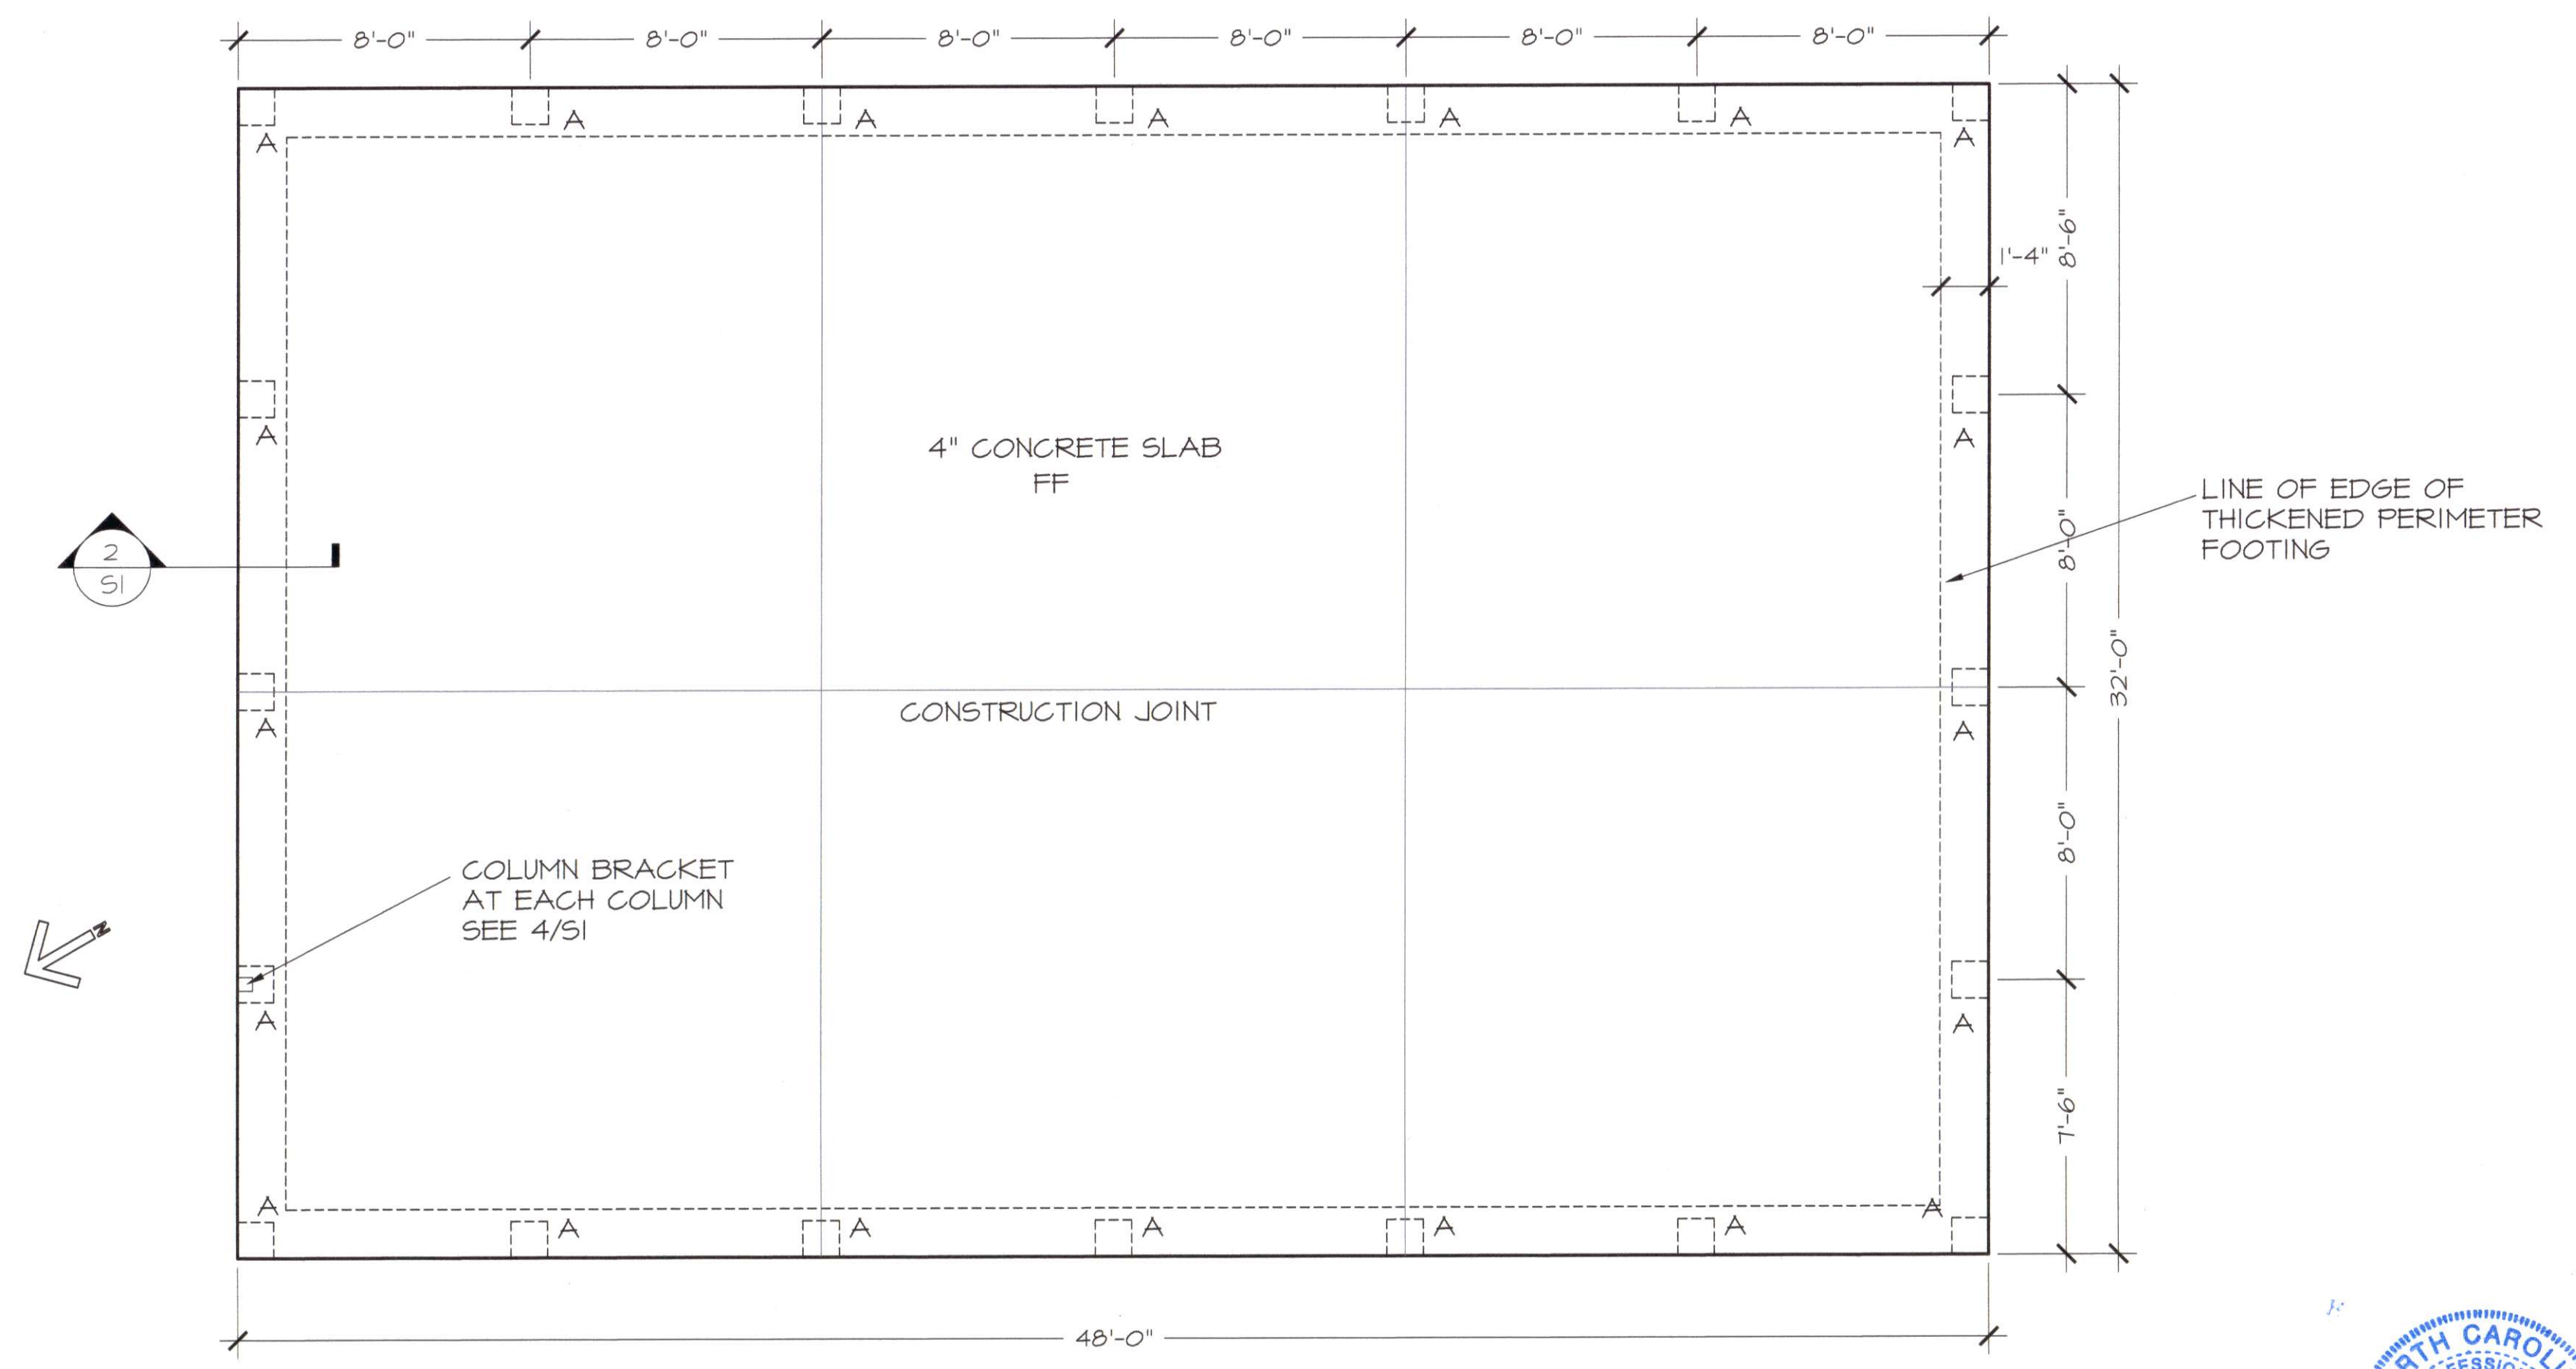 8'-0" 8'-0" 8'-0" 8'-0" 8'-0" 8'-0"
A A A A A A A
1'-4"
8'-6"
4" CONCRETE SLAB
FF
A A
LINE OF EDGE OF
THICKENED PERIMETER
FOOTING
8'-0"
2
S1
32'-0"
CONSTRUCTION JOINT
A A
8'-0"
COLUMN BRACKET
AT EACH COLUMN
SEE 4/S1
N
A A
7'-6"
A A A A A A A
48'-0"